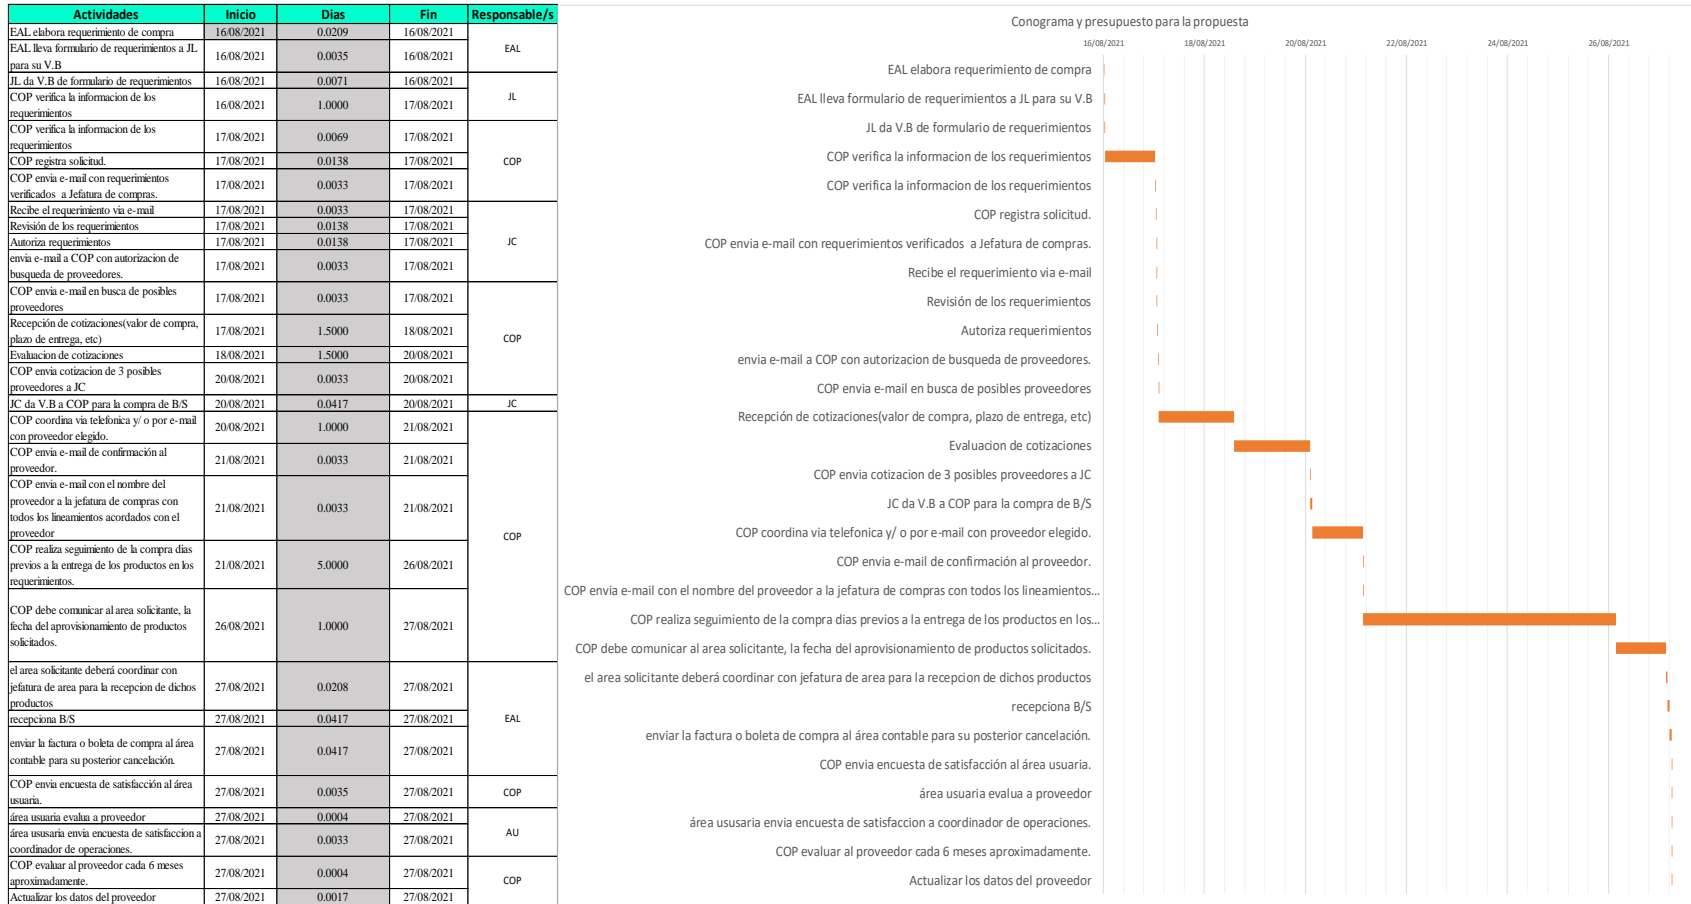 Actividades Inicio Dias Fin Responsable/s
EAL elabora requerimiento de compra 16/08/2021 0.0209 16/08/2021
EAL
EAL lleva formulario de requerimientos a JL
para su V.B
16/08/2021 0.0035 16/08/2021
JL da V.B de formulario de requerimientos 16/08/2021 0.0071 16/08/2021
JL
COP verifica la informacion de los
requerimientos
16/08/2021 1.0000 17/08/2021
COP verifica la informacion de los
requerimientos
17/08/2021 0.0069 17/08/2021
COP
COP registra solicitud. 17/08/2021 0.0138 17/08/2021
COP envia e-mail con requerimientos
verificados a Jefatura de compras.
17/08/2021 0.0033 17/08/2021
Recibe el requerimiento via e-mail 17/08/2021 0.0033 17/08/2021
Revisión de los requerimientos 17/08/2021 0.0138 17/08/2021
JC
Autoriza requerimientos 17/08/2021 0.0138 17/08/2021
envia e-mail a COP con autorizacion de
busqueda de proveedores.
17/08/2021 0.0033 17/08/2021
COP envia e-mail en busca de posibles
proveedores
17/08/2021 0.0033 17/08/2021
COP
Recepción de cotizaciones(valor de compra,
plazo de entrega, etc)
17/08/2021 1.5000 18/08/2021
Evaluacion de cotizaciones 18/08/2021 1.5000 20/08/2021
COP envia cotizacion de 3 posibles
proveedores a JC
20/08/2021 0.0033 20/08/2021
JC da V.B a COP para la compra de B/S 20/08/2021 0.0417 20/08/2021 JC
COP coordina via telefonica y/ o por e-mail
con proveedor elegido.
20/08/2021 1.0000 21/08/2021
COP
COP envia e-mail de confirmación al
proveedor.
21/08/2021 0.0033 21/08/2021
COP envia e-mail con el nombre del
proveedor a la jefatura de compras con
todos los lineamientos acordados con el
proveedor
21/08/2021 0.0033 21/08/2021
COP realiza seguimiento de la compra dias
previos a la entrega de los productos en los
requerimientos.
21/08/2021 5.0000 26/08/2021
COP debe comunicar al area solicitante, la
fecha del aprovisionamiento de productos
solicitados.
26/08/2021 1.0000 27/08/2021
el area solicitante deberá coordinar con
jefatura de area para la recepcion de dichos
productos
27/08/2021 0.0208 27/08/2021
EAL
recepciona B/S 27/08/2021 0.0417 27/08/2021
enviar la factura o boleta de compra al área
contable para su posterior cancelación.
27/08/2021 0.0417 27/08/2021
COP envia encuesta de satisfacción al área
usuaria.
27/08/2021 0.0035 27/08/2021 COP
área usuaria evalua a proveedor 27/08/2021 0.0004 27/08/2021
AU
área ususaria envia encuesta de satisfaccion a
coordinador de operaciones.
27/08/2021 0.0033 27/08/2021
COP evaluar al proveedor cada 6 meses
aproximadamente.
27/08/2021 0.0004 27/08/2021
COP
Actualizar los datos del proveedor 27/08/2021 0.0017 27/08/2021
Conograma y presupuesto para la propuesta
16/08/2021 18/08/2021 20/08/2021 22/08/2021 24/08/2021 26/08/2021
EAL elabora requerimiento de compra
EAL lleva formulario de requerimientos a JL para su V.B
JL da V.B de formulario de requerimientos
COP verifica la informacion de los requerimientos
COP verifica la informacion de los requerimientos
COP registra solicitud.
COP envia e-mail con requerimientos verificados a Jefatura de compras.
Recibe el requerimiento via e-mail
Revisión de los requerimientos
Autoriza requerimientos
envia e-mail a COP con autorizacion de busqueda de proveedores.
COP envia e-mail en busca de posibles proveedores
Recepción de cotizaciones(valor de compra, plazo de entrega, etc)
Evaluacion de cotizaciones
COP envia cotizacion de 3 posibles proveedores a JC
JC da V.B a COP para la compra de B/S
COP coordina via telefonica y/ o por e-mail con proveedor elegido.
COP envia e-mail de confirmación al proveedor.
COP envia e-mail con el nombre del proveedor a la jefatura de compras con todos los lineamientos…
COP realiza seguimiento de la compra dias previos a la entrega de los productos en los…
COP debe comunicar al area solicitante, la fecha del aprovisionamiento de productos solicitados.
el area solicitante deberá coordinar con jefatura de area para la recepcion de dichos productos
recepciona B/S
enviar la factura o boleta de compra al área contable para su posterior cancelación.
COP envia encuesta de satisfacción al área usuaria.
área usuaria evalua a proveedor
área ususaria envia encuesta de satisfaccion a coordinador de operaciones.
COP evaluar al proveedor cada 6 meses aproximadamente.
Actualizar los datos del proveedor